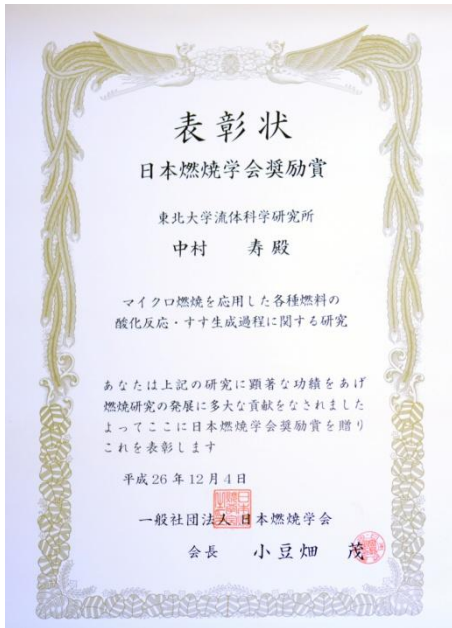 表彰状
日本燃焼学会奨励賞
東北大学流体科学研究所
中村 寿 殿
マイクロ燃焼を応用した各種燃料の
酸化反応・すす生成過程に関する研究
あなたは上記の研究に顕著な功績をあげ
燃焼研究の発展に多大な貢献をなされました
よってここに日本燃焼学会奨励賞を贈り
これを表彰します
平成26年12月4日
一般社団法人 日本燃焼学会
会長 小豆畑 茂